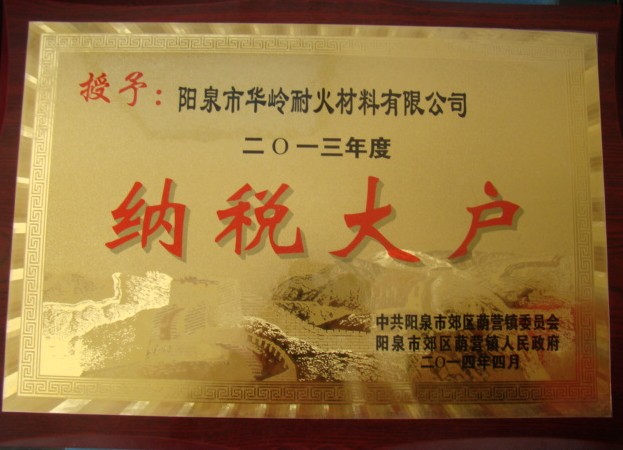 授予：阳泉市华岭耐火材料有限公司
二〇一三年度
纳税大户
中共阳泉市郊区荫营镇委员会
阳泉市郊区荫营镇人民政府
二〇一四年四月